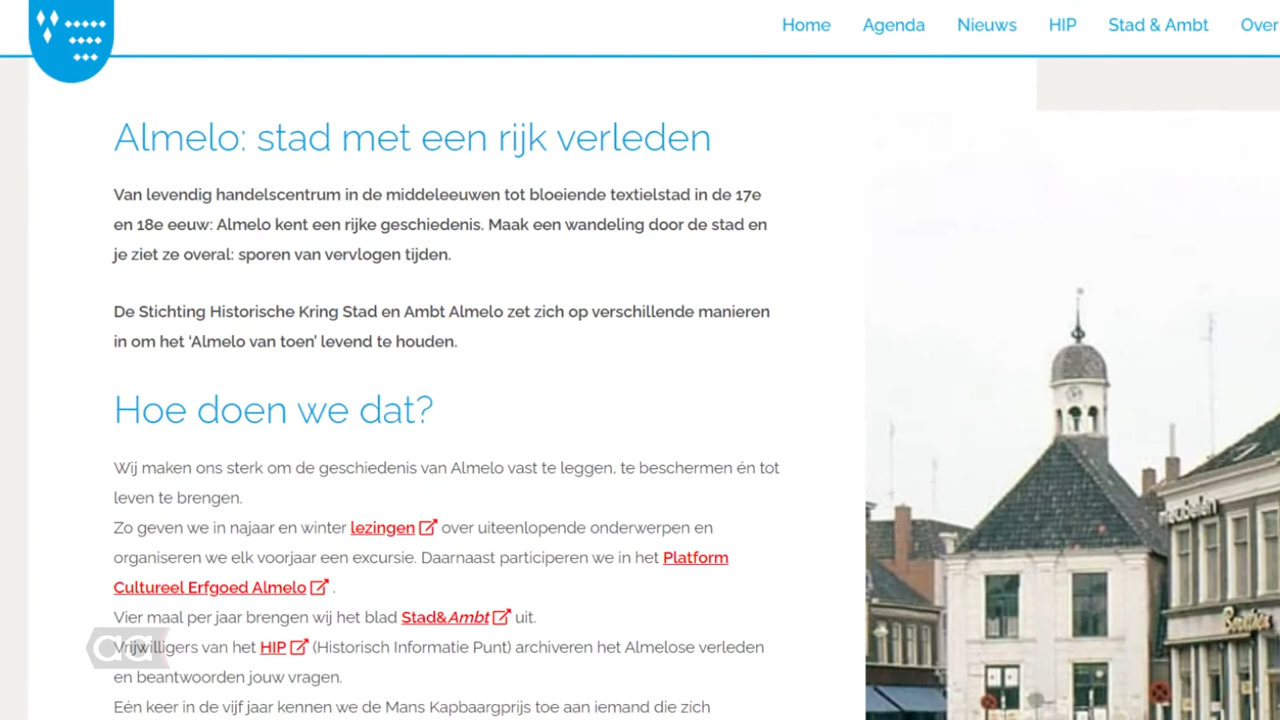 Home Agenda Nieuws HIP Stad & Ambt Over
Almelo: stad met een rijk verleden
Van levendig handelscentrum in de middeleeuwen tot bloeiende textielstad in de 17e
en 18e eeuw: Almelo kent een rijke geschiedenis. Maak een wandeling door de stad en
je ziet ze overal: sporen van vervlogen tijden.
De Stichting Historische Kring Stad en Ambt Almelo zet zich op verschillende manieren
in om het ‘Almelo van toen’ levend te houden.
Hoe doen we dat?
Wij maken ons sterk om de geschiedenis van Almelo vast te leggen, te beschermen én tot
leven te brengen.
Zo geven we in najaar en winter lezingen over uiteenlopende onderwerpen en
organiseren we elk voorjaar een excursie. Daarnaast participeren we in het Platform
Cultureel Erfgoed Almelo .
Vier maal per jaar brengen wij het blad Stad&Ambt uit.
Vrijwilligers van het HIP (Historisch Informatie Punt) archiveren het Almelose verleden
en beantwoorden jouw vragen.
Eén keer in de vijf jaar kennen we de Mans Kapbaargprijs toe aan iemand die zich
aa
meubelen